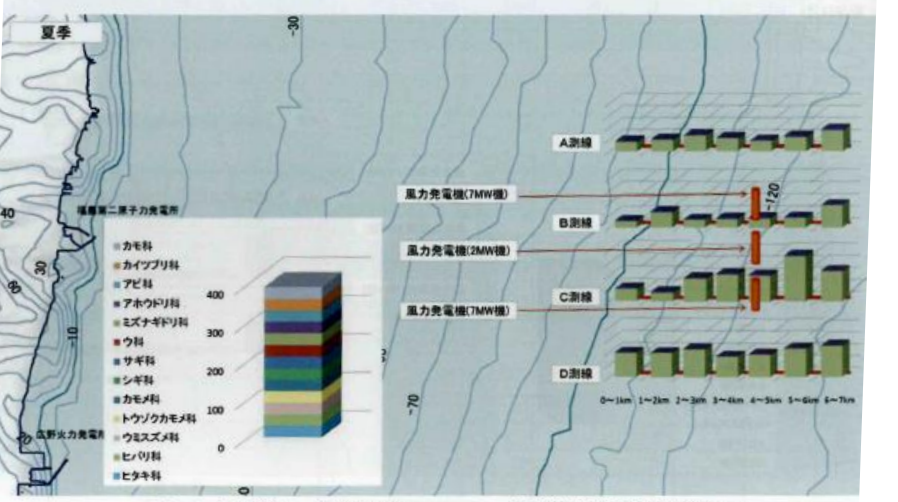 夏季
-30
A測線
風力発電機(7MW機)
-120
B測線
風力発電機(2MW機)
C測線
風力発電機(7MW機)
D測線
0～1km 1～2km 2～3km 3～4km 4～5km 5～6km 6～7km
福島第二原子力発電所
40
30
-10
-70
カモ科
カイツブリ科
アビ科
アホウドリ科
ミズナギドリ科
ウ科
サギ科
シギ科
カモメ科
トウゾクカモメ科
ウミスズメ科
ヒバリ科
ヒタキ科
400
300
200
100
0
広野火力発電所